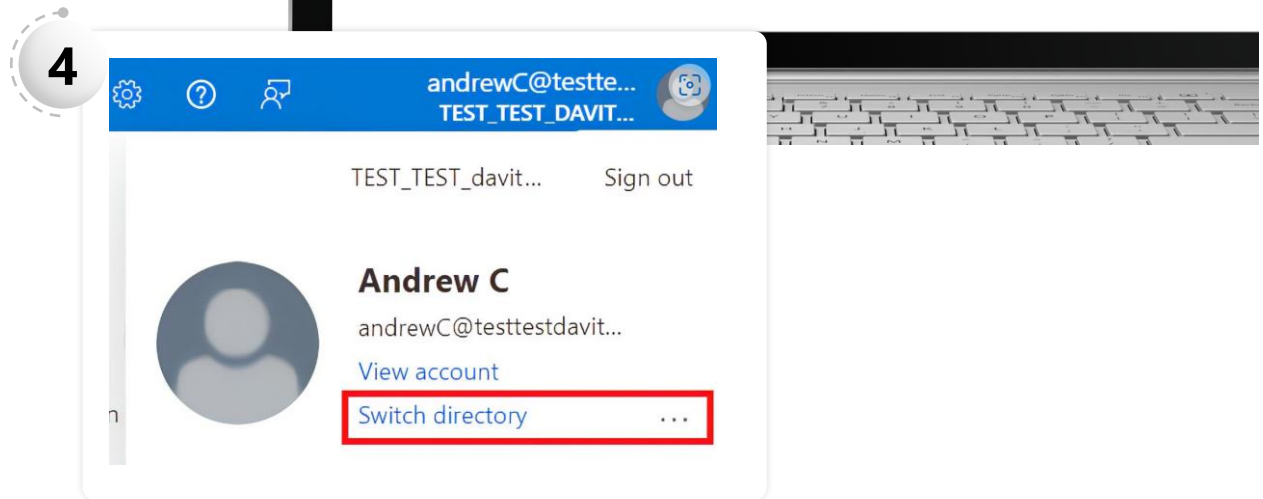 4
andrewC@testte...
TEST_TEST_DAVIT...
TEST_TEST_davit... Sign out
Andrew C
andrewC@testtestdavit...
View account
Switch directory ...
n